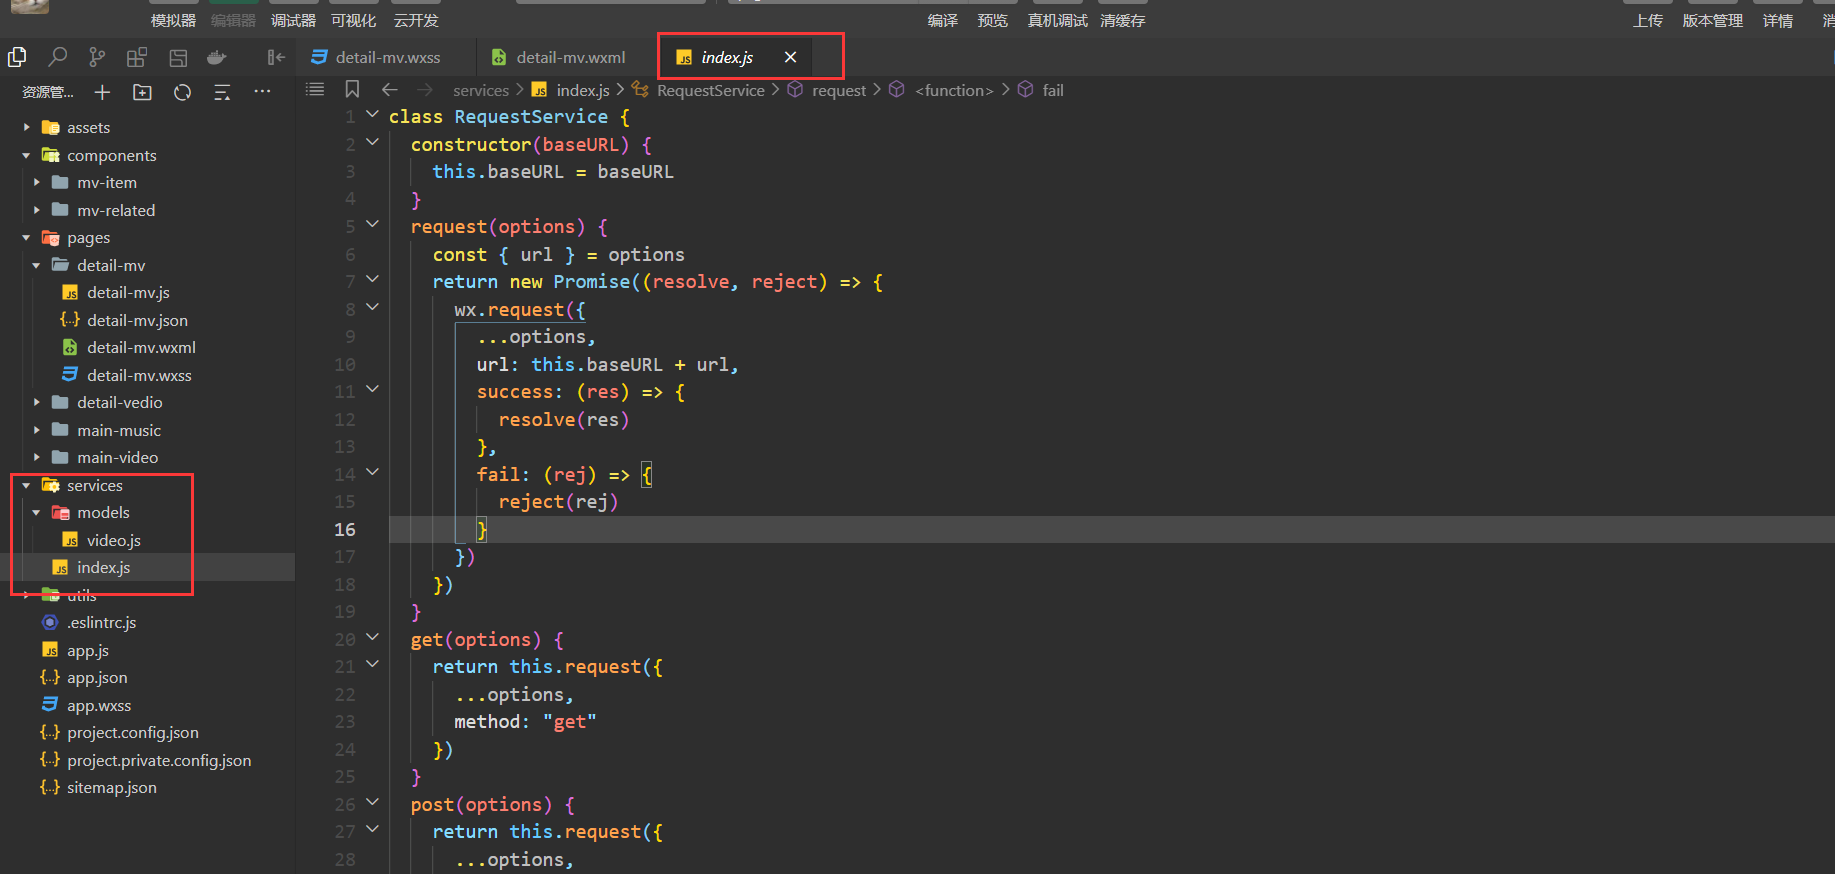 模拟器 编辑器 调试器 可视化 云开发 编译 预览 真机调试 清缓存 上传 版本管理 详情
detail-mv.wxss detail-mv.wxml index.js
资源管...
services > index.js > RequestService > request > <function> > fail
assets
components
mv-item
mv-related
pages
detail-mv
detail-mv.js
detail-mv.json
detail-mv.wxml
detail-mv.wxss
detail-vedio
main-music
main-video
services
models
video.js
index.js
utils
.eslintrc.js
app.js
app.json
app.wxss
project.config.json
project.private.config.json
sitemap.json
1 class RequestService {
2 constructor(baseURL) {
3 this.baseURL = baseURL
4 }
5 request(options) {
6 const { url } = options
7 return new Promise((resolve, reject) => {
8 wx.request({
9 ...options,
10 url: this.baseURL + url,
11 success: (res) => {
12 resolve(res)
13 },
14 fail: (rej) => {
15 reject(rej)
16 }
17 })
18 })
19 }
20 get(options) {
21 return this.request({
22 ...options,
23 method: "get"
24 })
25 }
26 post(options) {
27 return this.request({
28 ...options,